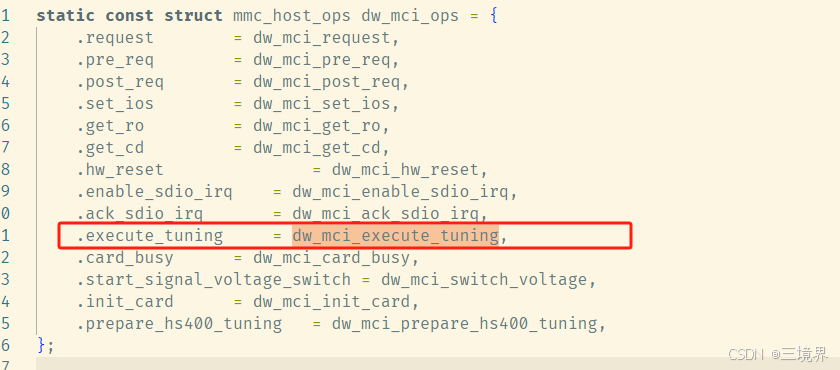 1 static const struct mmc_host_ops dw_mci_ops = {
2 .request = dw_mci_request,
3 .pre_req = dw_mci_pre_req,
4 .post_req = dw_mci_post_req,
5 .set_ios = dw_mci_set_ios,
6 .get_ro = dw_mci_get_ro,
7 .get_cd = dw_mci_get_cd,
8 .hw_reset = dw_mci_hw_reset,
9 .enable_sdio_irq = dw_mci_enable_sdio_irq,
0 .ack_sdio_irq = dw_mci_ack_sdio_irq,
1 .execute_tuning = dw_mci_execute_tuning,
2 .card_busy = dw_mci_card_busy,
3 .start_signal_voltage_switch = dw_mci_switch_voltage,
4 .init_card = dw_mci_init_card,
5 .prepare_hs400_tuning = dw_mci_prepare_hs400_tuning,
6 };
7
CSDN @三境界